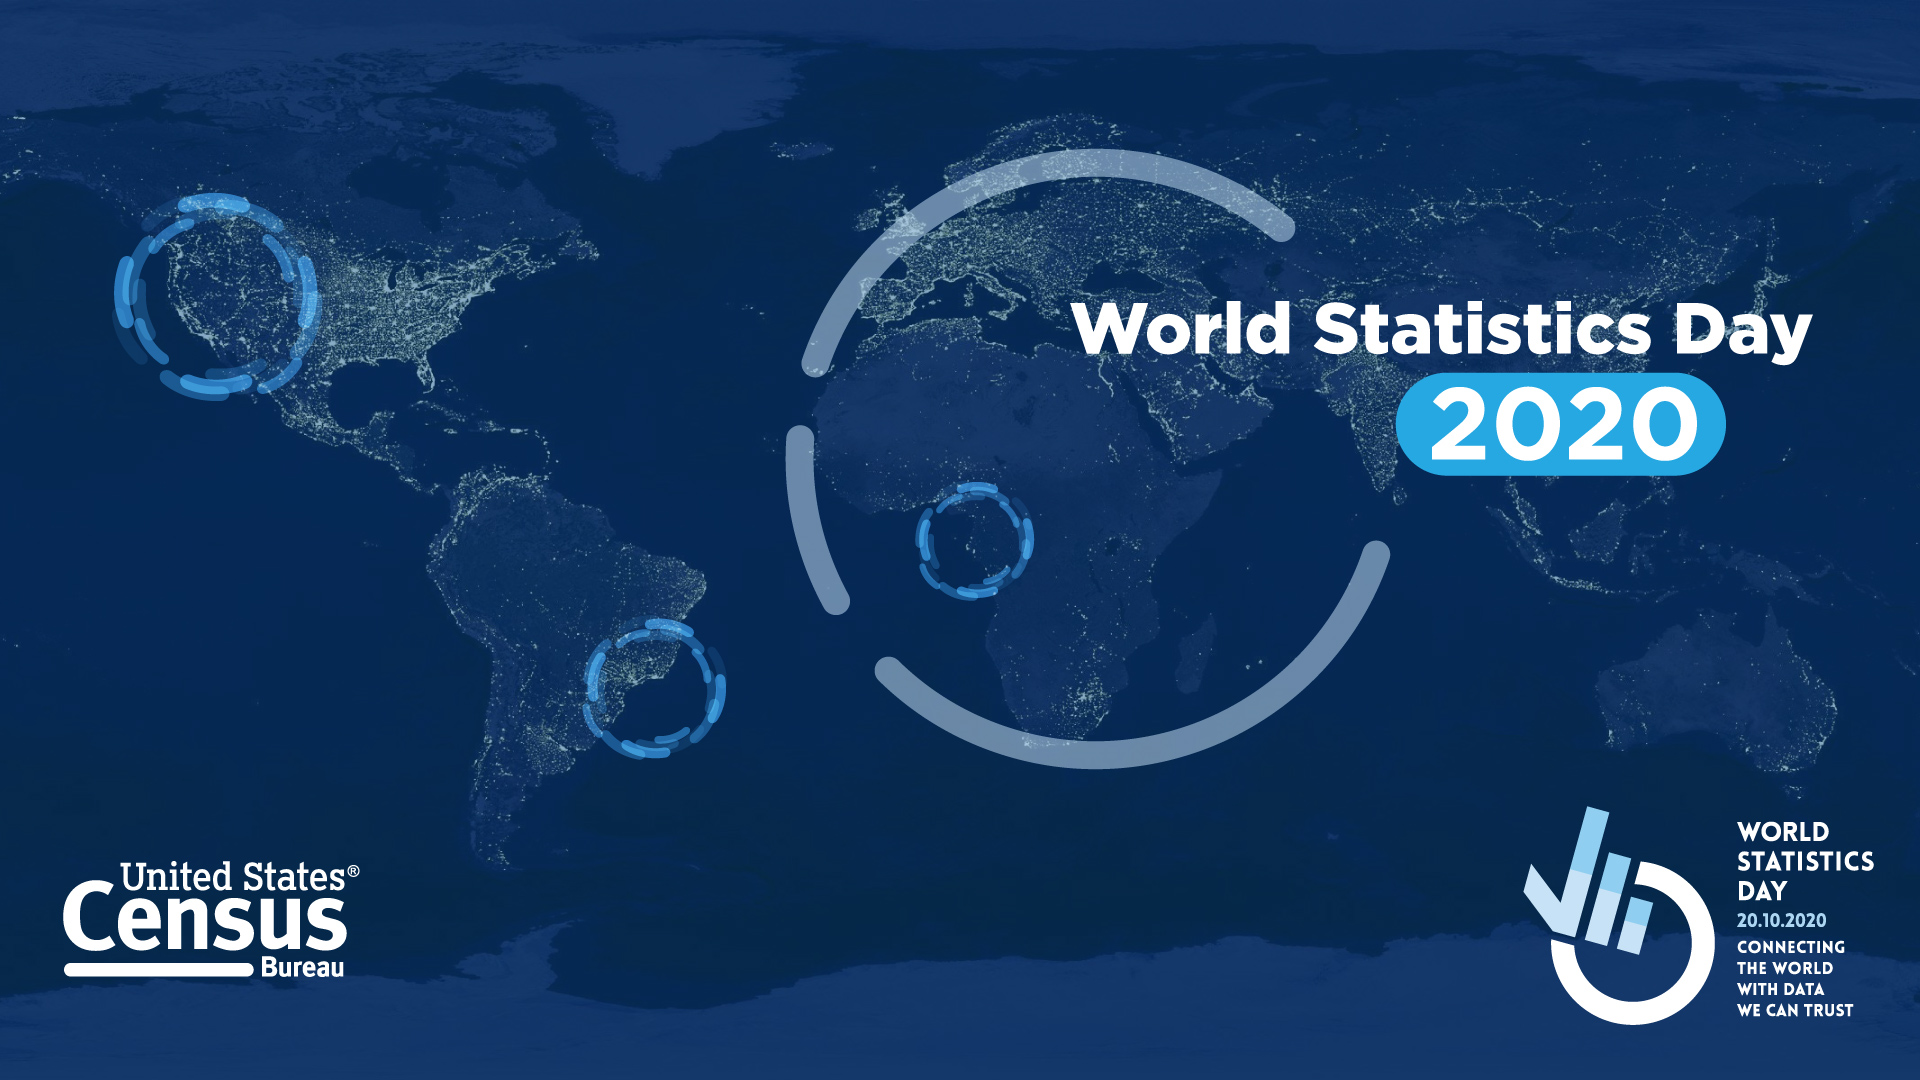 World Statistics Day
2020
United States®
Census
Bureau
WORLD
STATISTICS
DAY
20.10.2020
CONNECTING
THE WORLD
WITH DATA
WE CAN TRUST